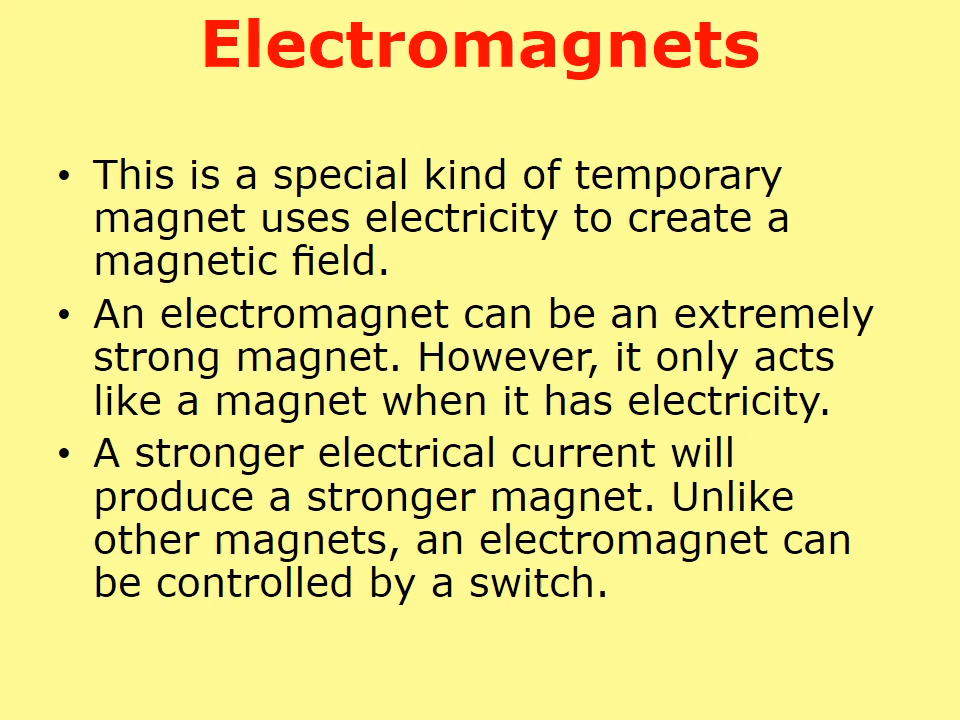 Electromagnets
• This is a special kind of temporary
magnet uses electricity to create a
magnetic field.
• An electromagnet can be an extremely
strong magnet. However, it only acts
like a magnet when it has electricity.
• A stronger electrical current will
produce a stronger magnet. Unlike
other magnets, an electromagnet can
be controlled by a switch.